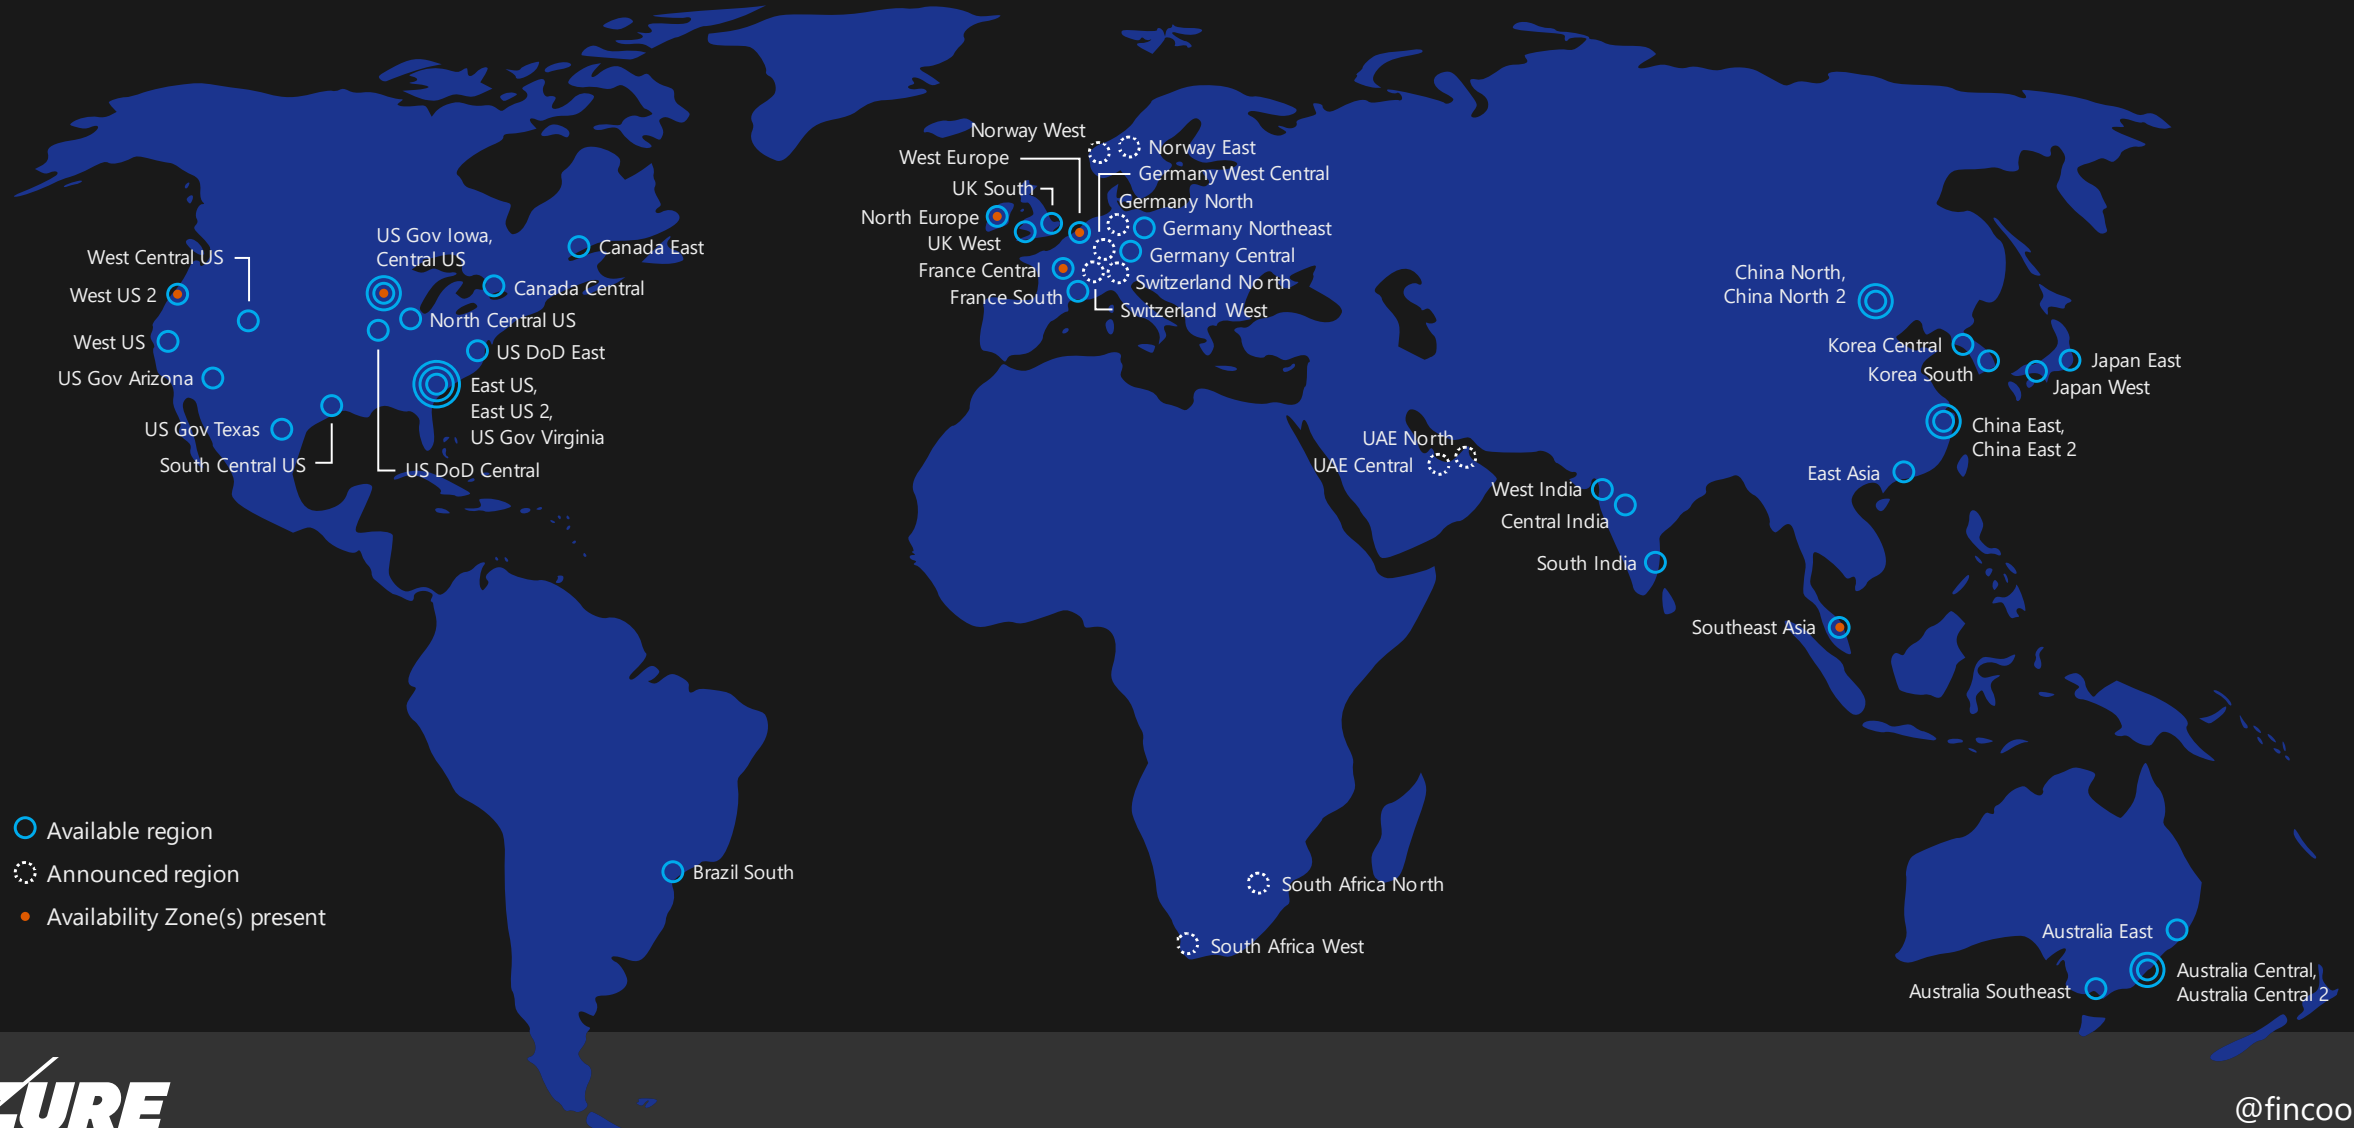 Norway West
Norway East
West Europe
Germany West Central
UK South
Germany North
North Europe
Germany Northeast
UK West
Germany Central
France Central
Switzerland North
France South
Switzerland West
West Central US
US Gov Iowa,
Central US
Canada East
West US 2
Canada Central
North Central US
West US
US DoD East
US Gov Arizona
East US,
East US 2,
US Gov Virginia
US Gov Texas
South Central US
US DoD Central
China North,
China North 2
Korea Central
Japan East
Korea South
Japan West
China East,
China East 2
UAE North
UAE Central
East Asia
West India
Central India
South India
Southeast Asia
Available region
Announced region
Availability Zone(s) present
Brazil South
South Africa North
South Africa West
Australia East
Australia Central,
Australia Central 2
Australia Southeast
ZURE
@fincoo